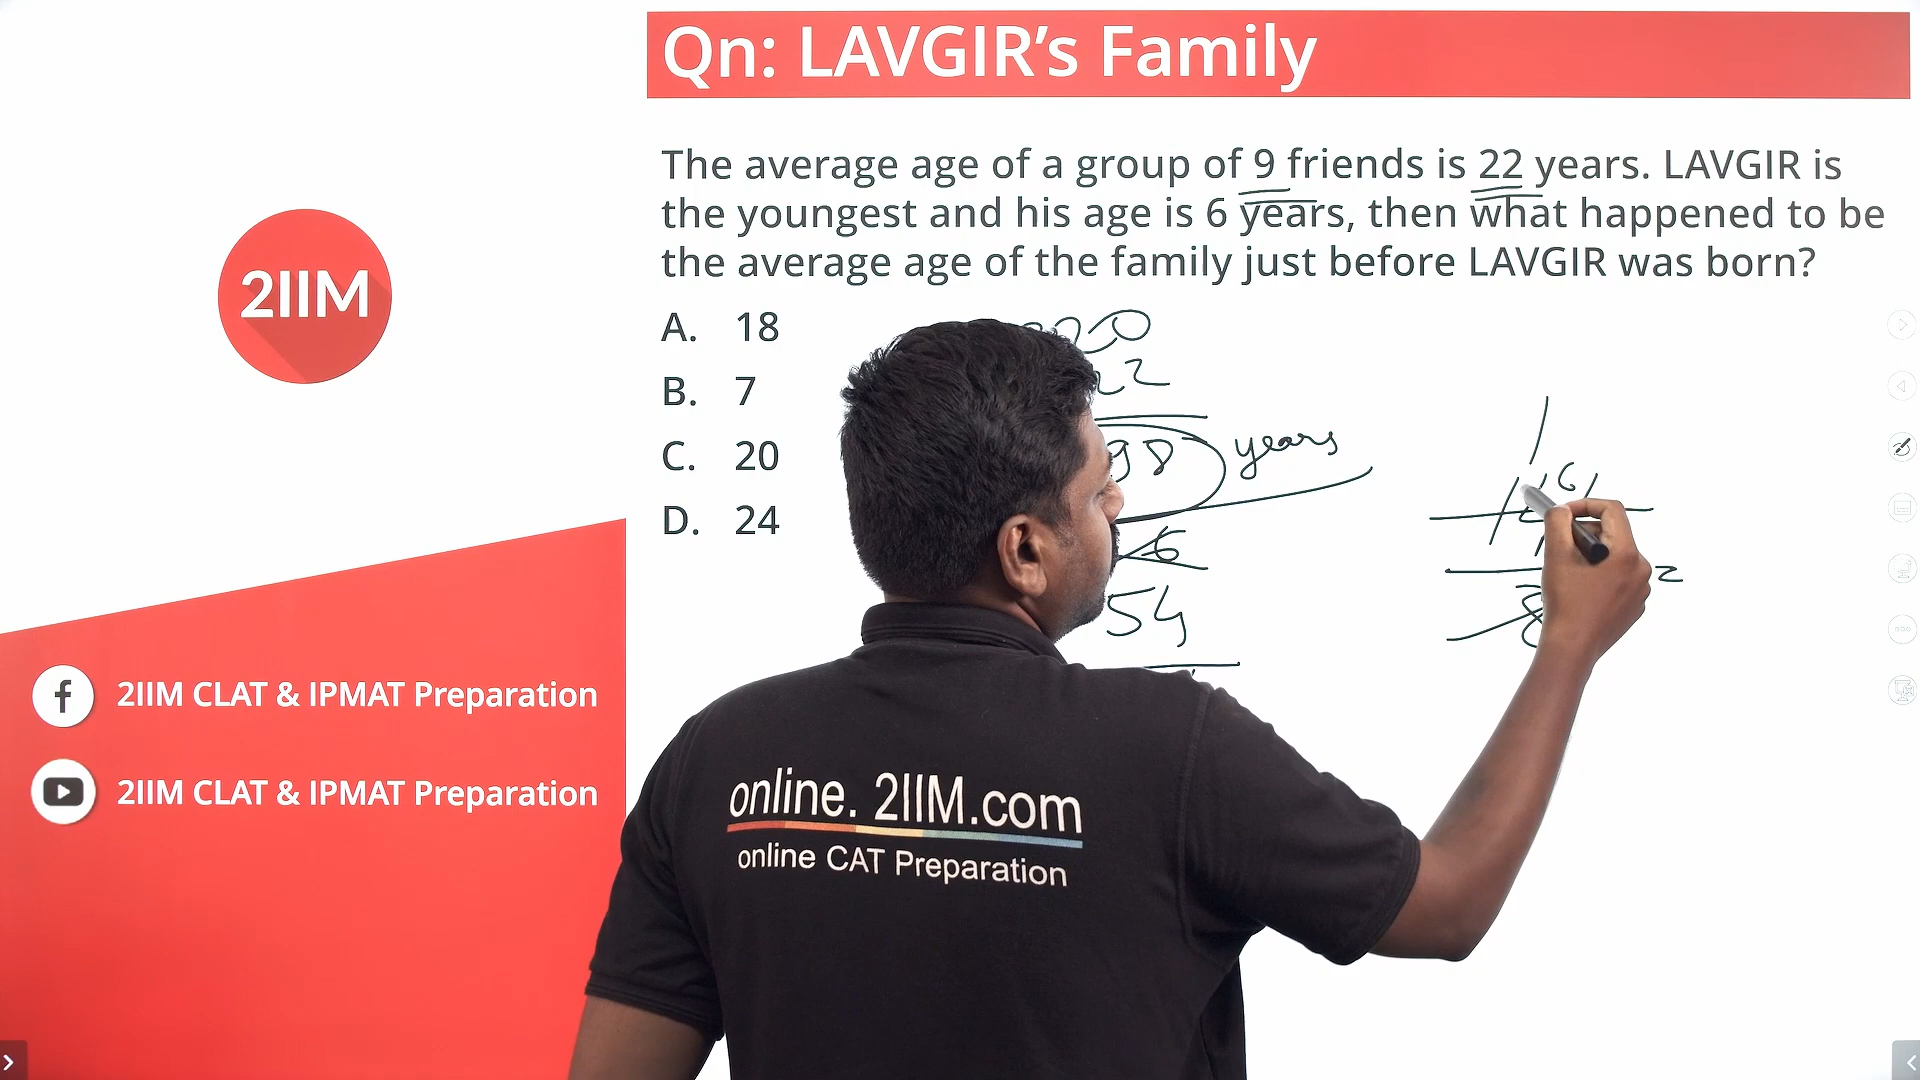 Qn: LAVGIR's Family
The average age of a group of 9 friends is 22 years. LAVGIR is
the youngest and his age is 6 years, then what happened to be
the average age of the family just before LAVGIR was born?
A. 18
B. 7
C. 20
D. 24
2IIM
years
6
54
6
2
2IIM CLAT & IPMAT Preparation
2IIM CLAT & IPMAT Preparation
online. 2IIM.com
online CAT Preparation